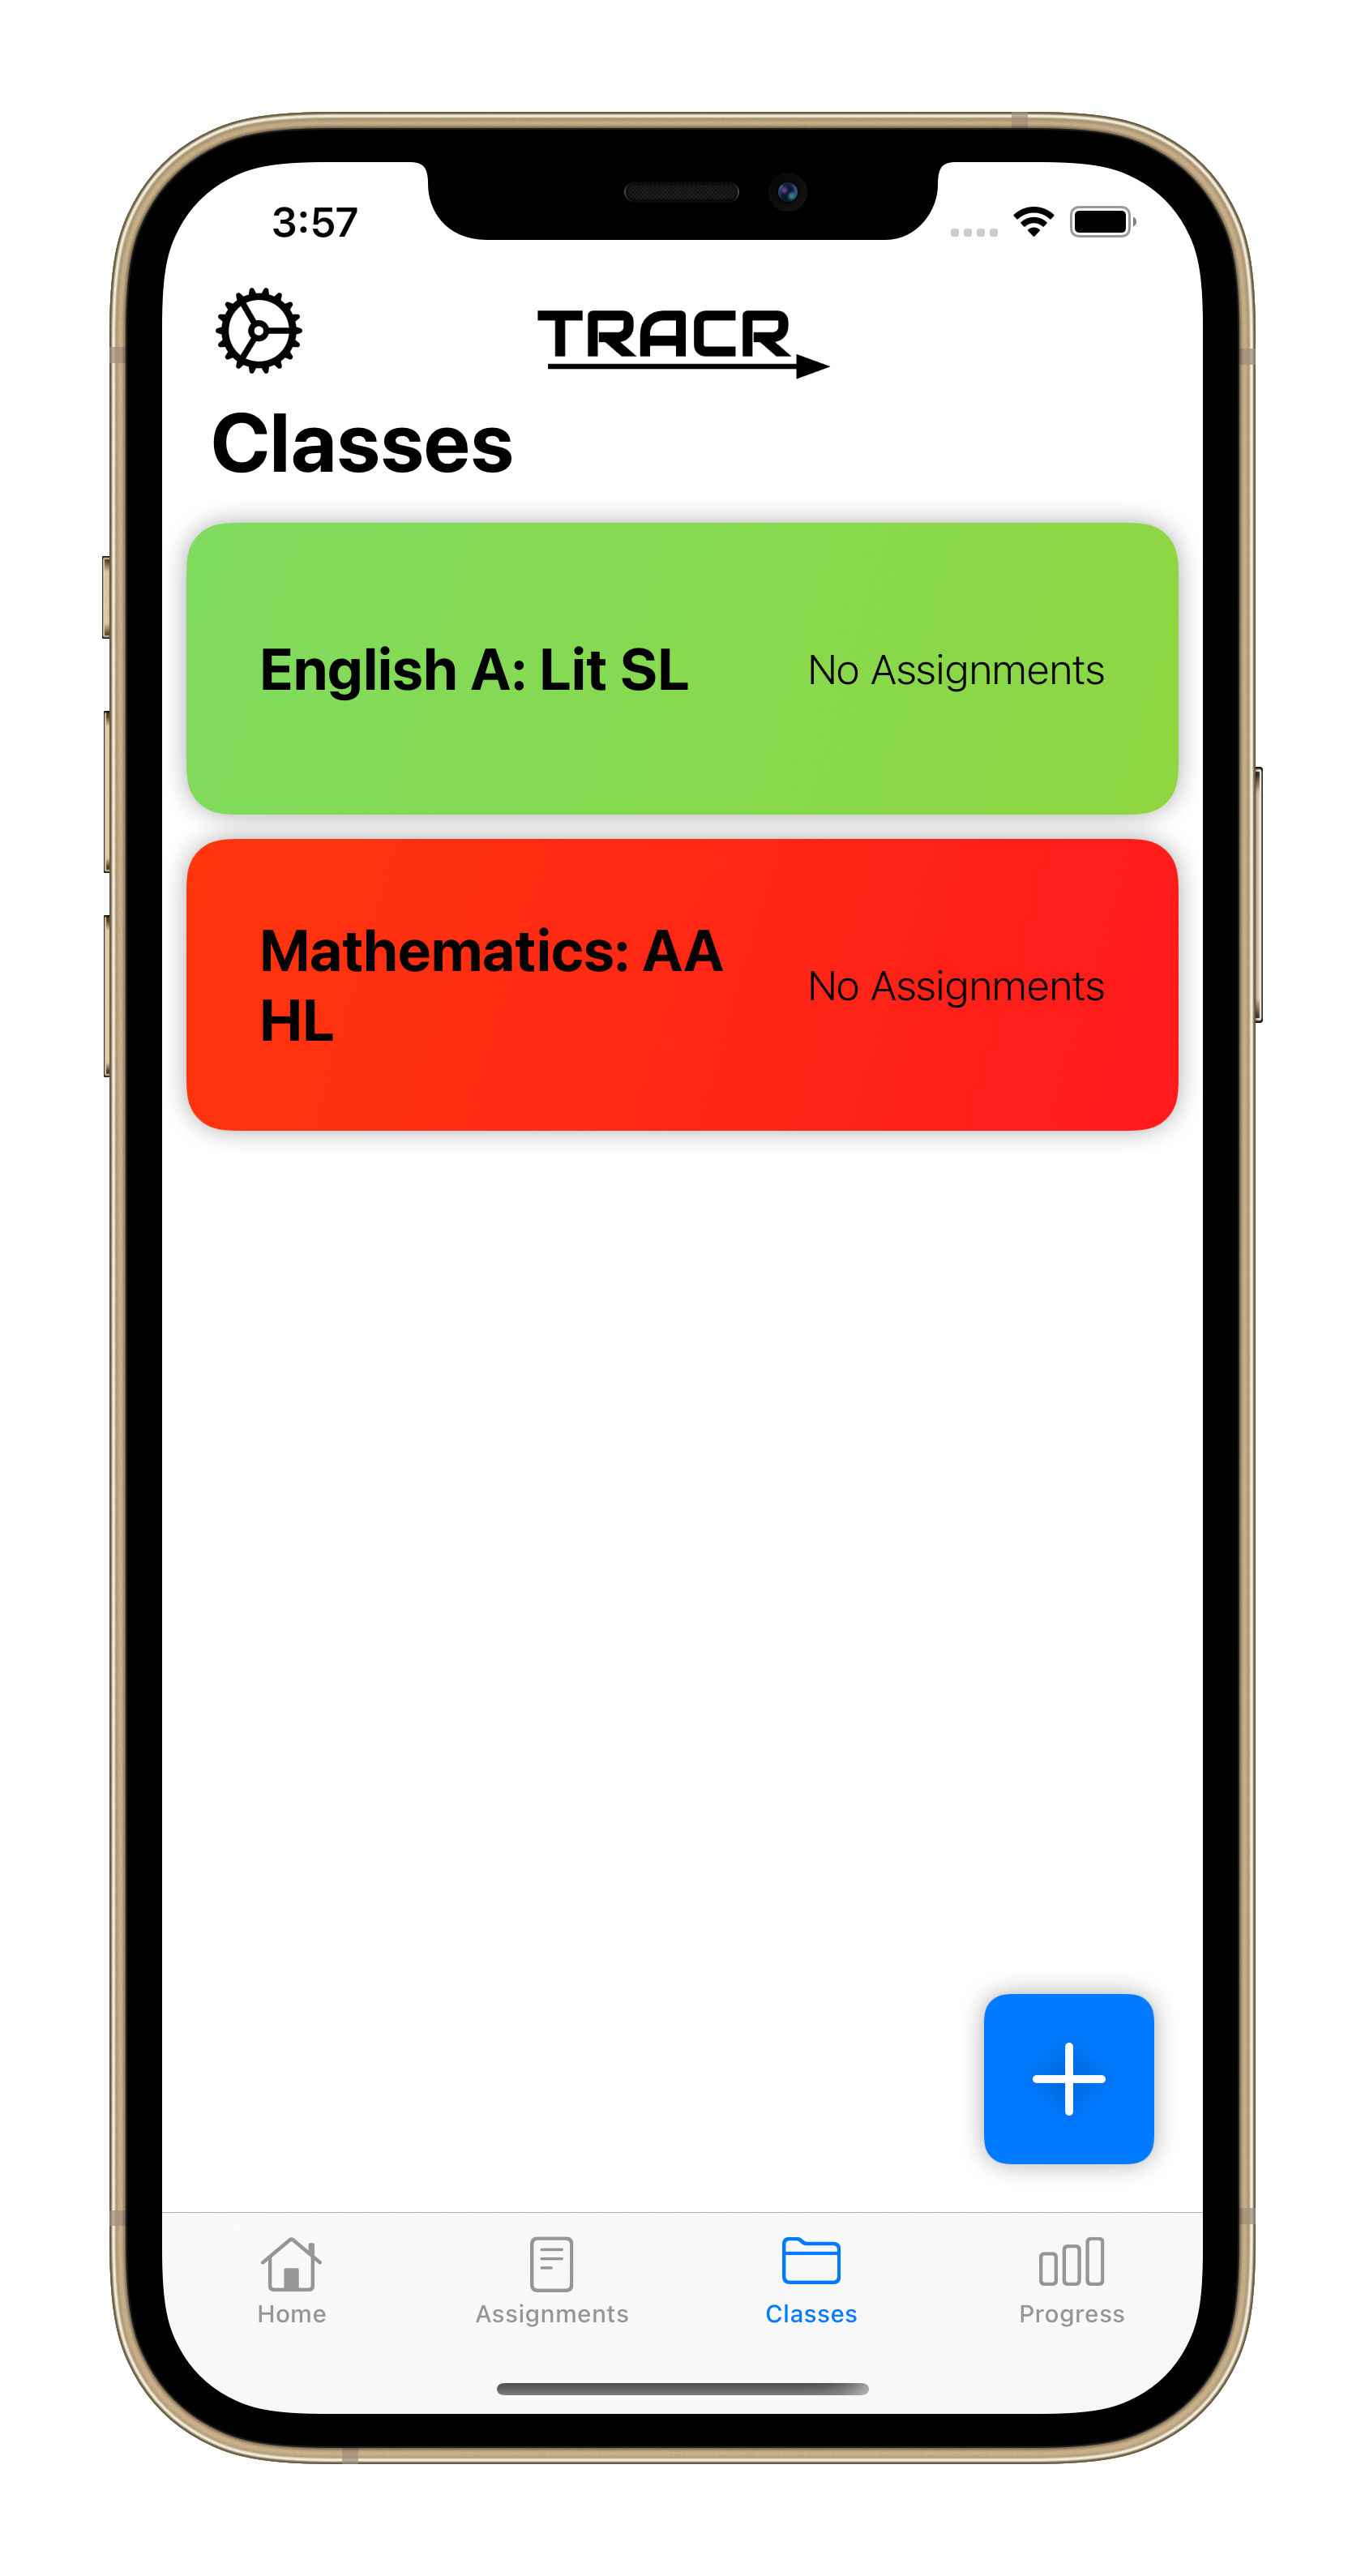 3:57
TRACR
Classes
English A: Lit SL
No Assignments
Mathematics: AA
HL
No Assignments
Home
Assignments
Classes
Progress